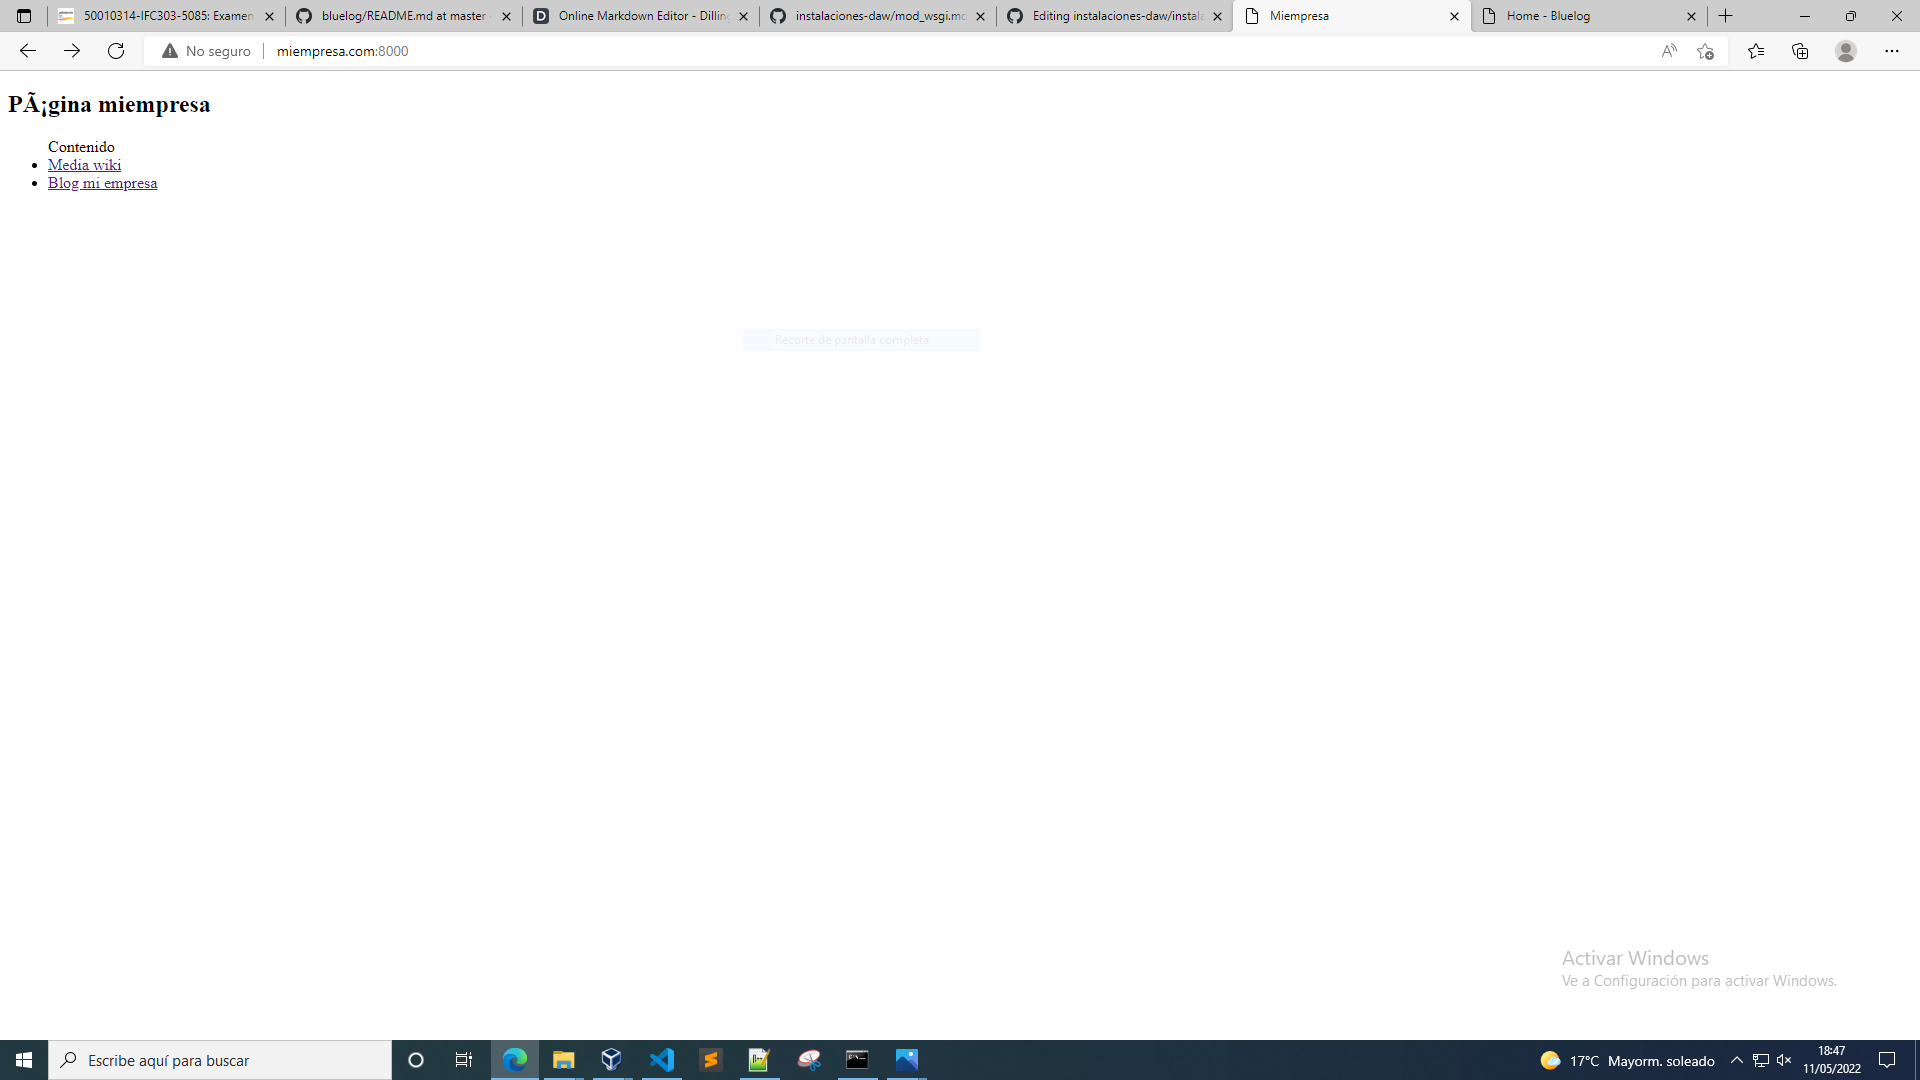 50010314-IFC303-5085: Examen
bluelog/README.md at master
Online Markdown Editor - Dilling
instalaciones-daw/mod_wsgi.md
Editing instalaciones-daw/instala
Miempresa
Home - Bluelog
No seguro
miempresa.com:8000
PÃ¡gina miempresa
Contenido
Media wiki
Blog mi empresa
Recorte de pantalla completa
Activar Windows
Ve a Configuración para activar Windows.
Escribe aquí para buscar
17°C Mayorm. soleado
18:47
11/05/2022